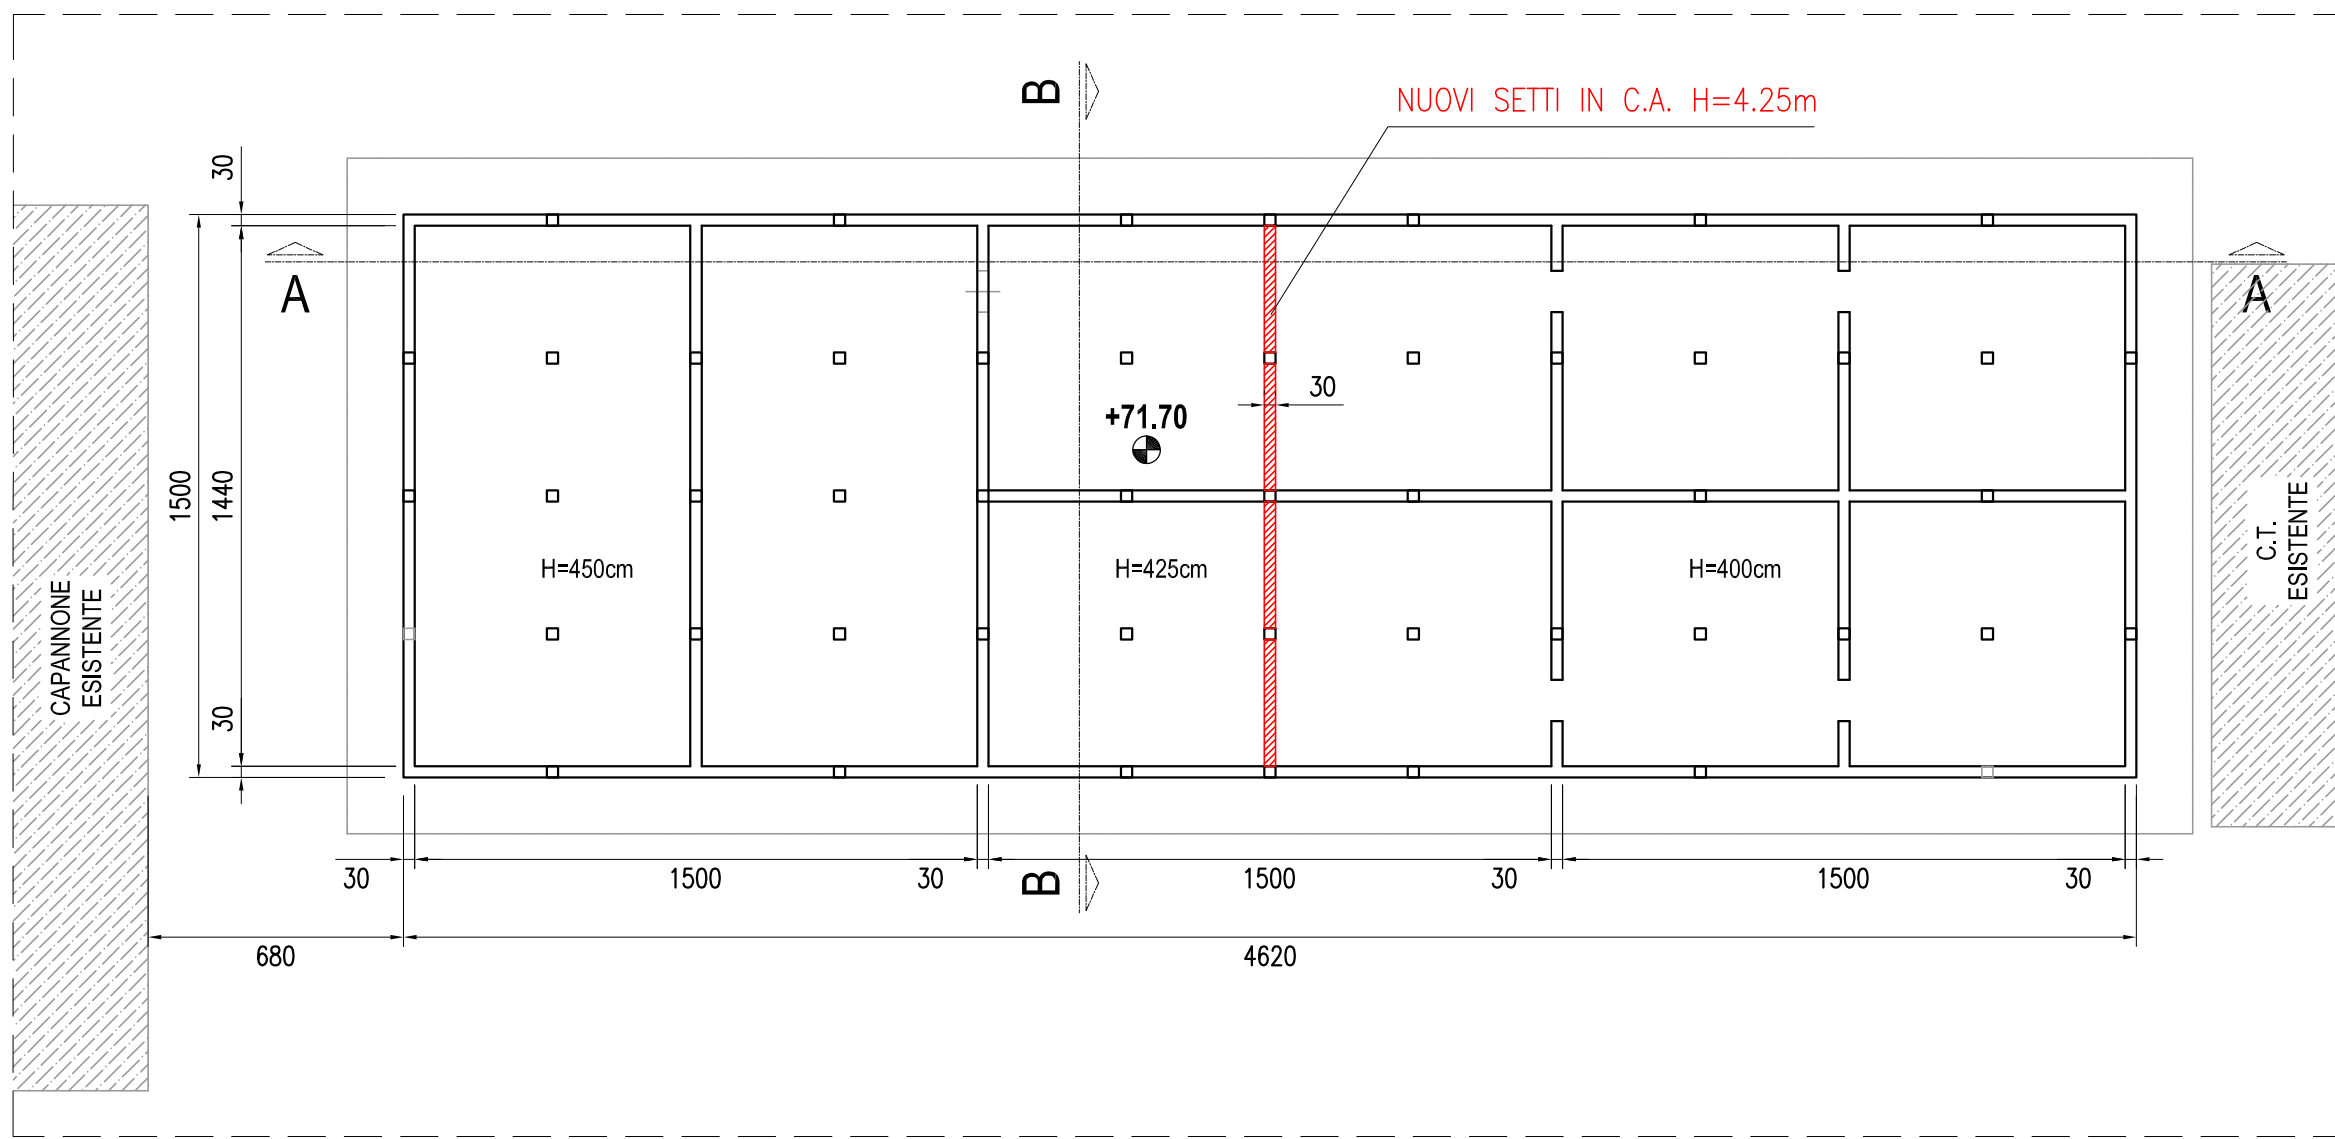 B
NUOVI SETTI IN C.A. H=4.25m
30
A
A
30
+71.70
1500
1440
H=450cm
H=425cm
H=400cm
CAPANNONE
ESISTENTE
C.T.
ESISTENTE
30
30
1500
30
B
1500
30
1500
30
680
4620